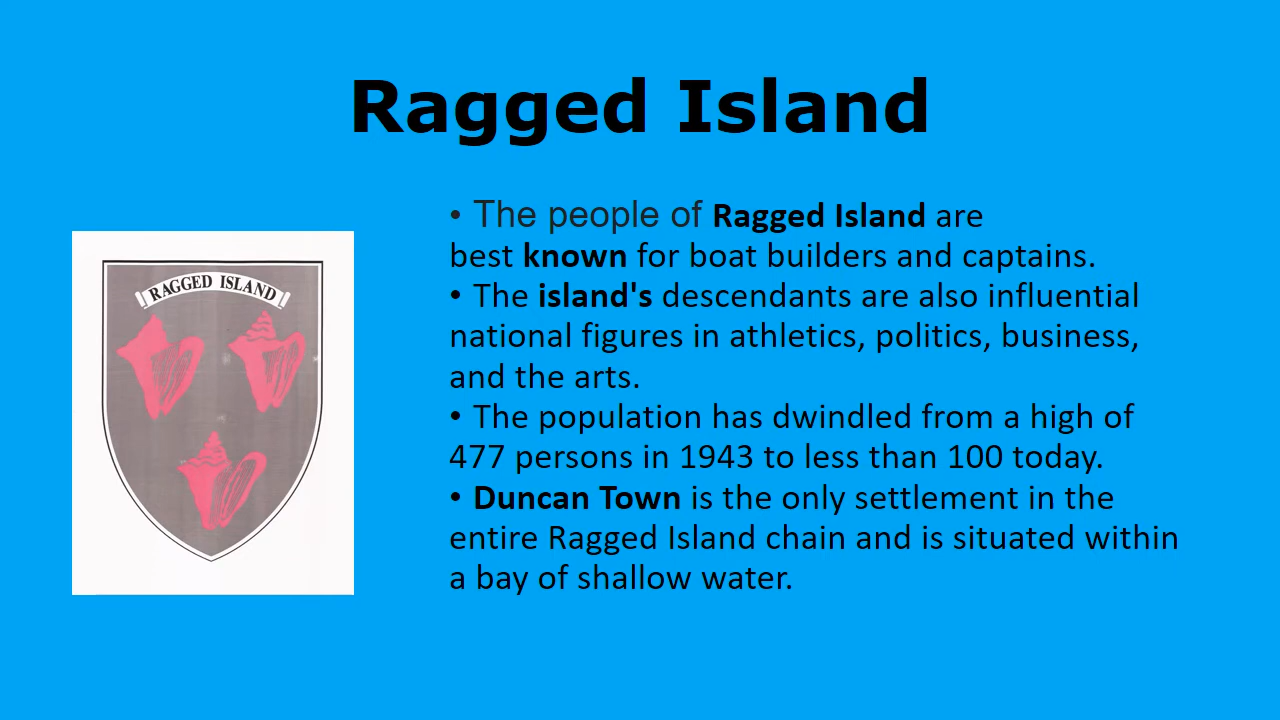 Ragged Island
RAGGED ISLAND
• The people of Ragged Island are
best known for boat builders and captains.
• The island's descendants are also influential
national figures in athletics, politics, business,
and the arts.
• The population has dwindled from a high of
477 persons in 1943 to less than 100 today.
• Duncan Town is the only settlement in the
entire Ragged Island chain and is situated within
a bay of shallow water.